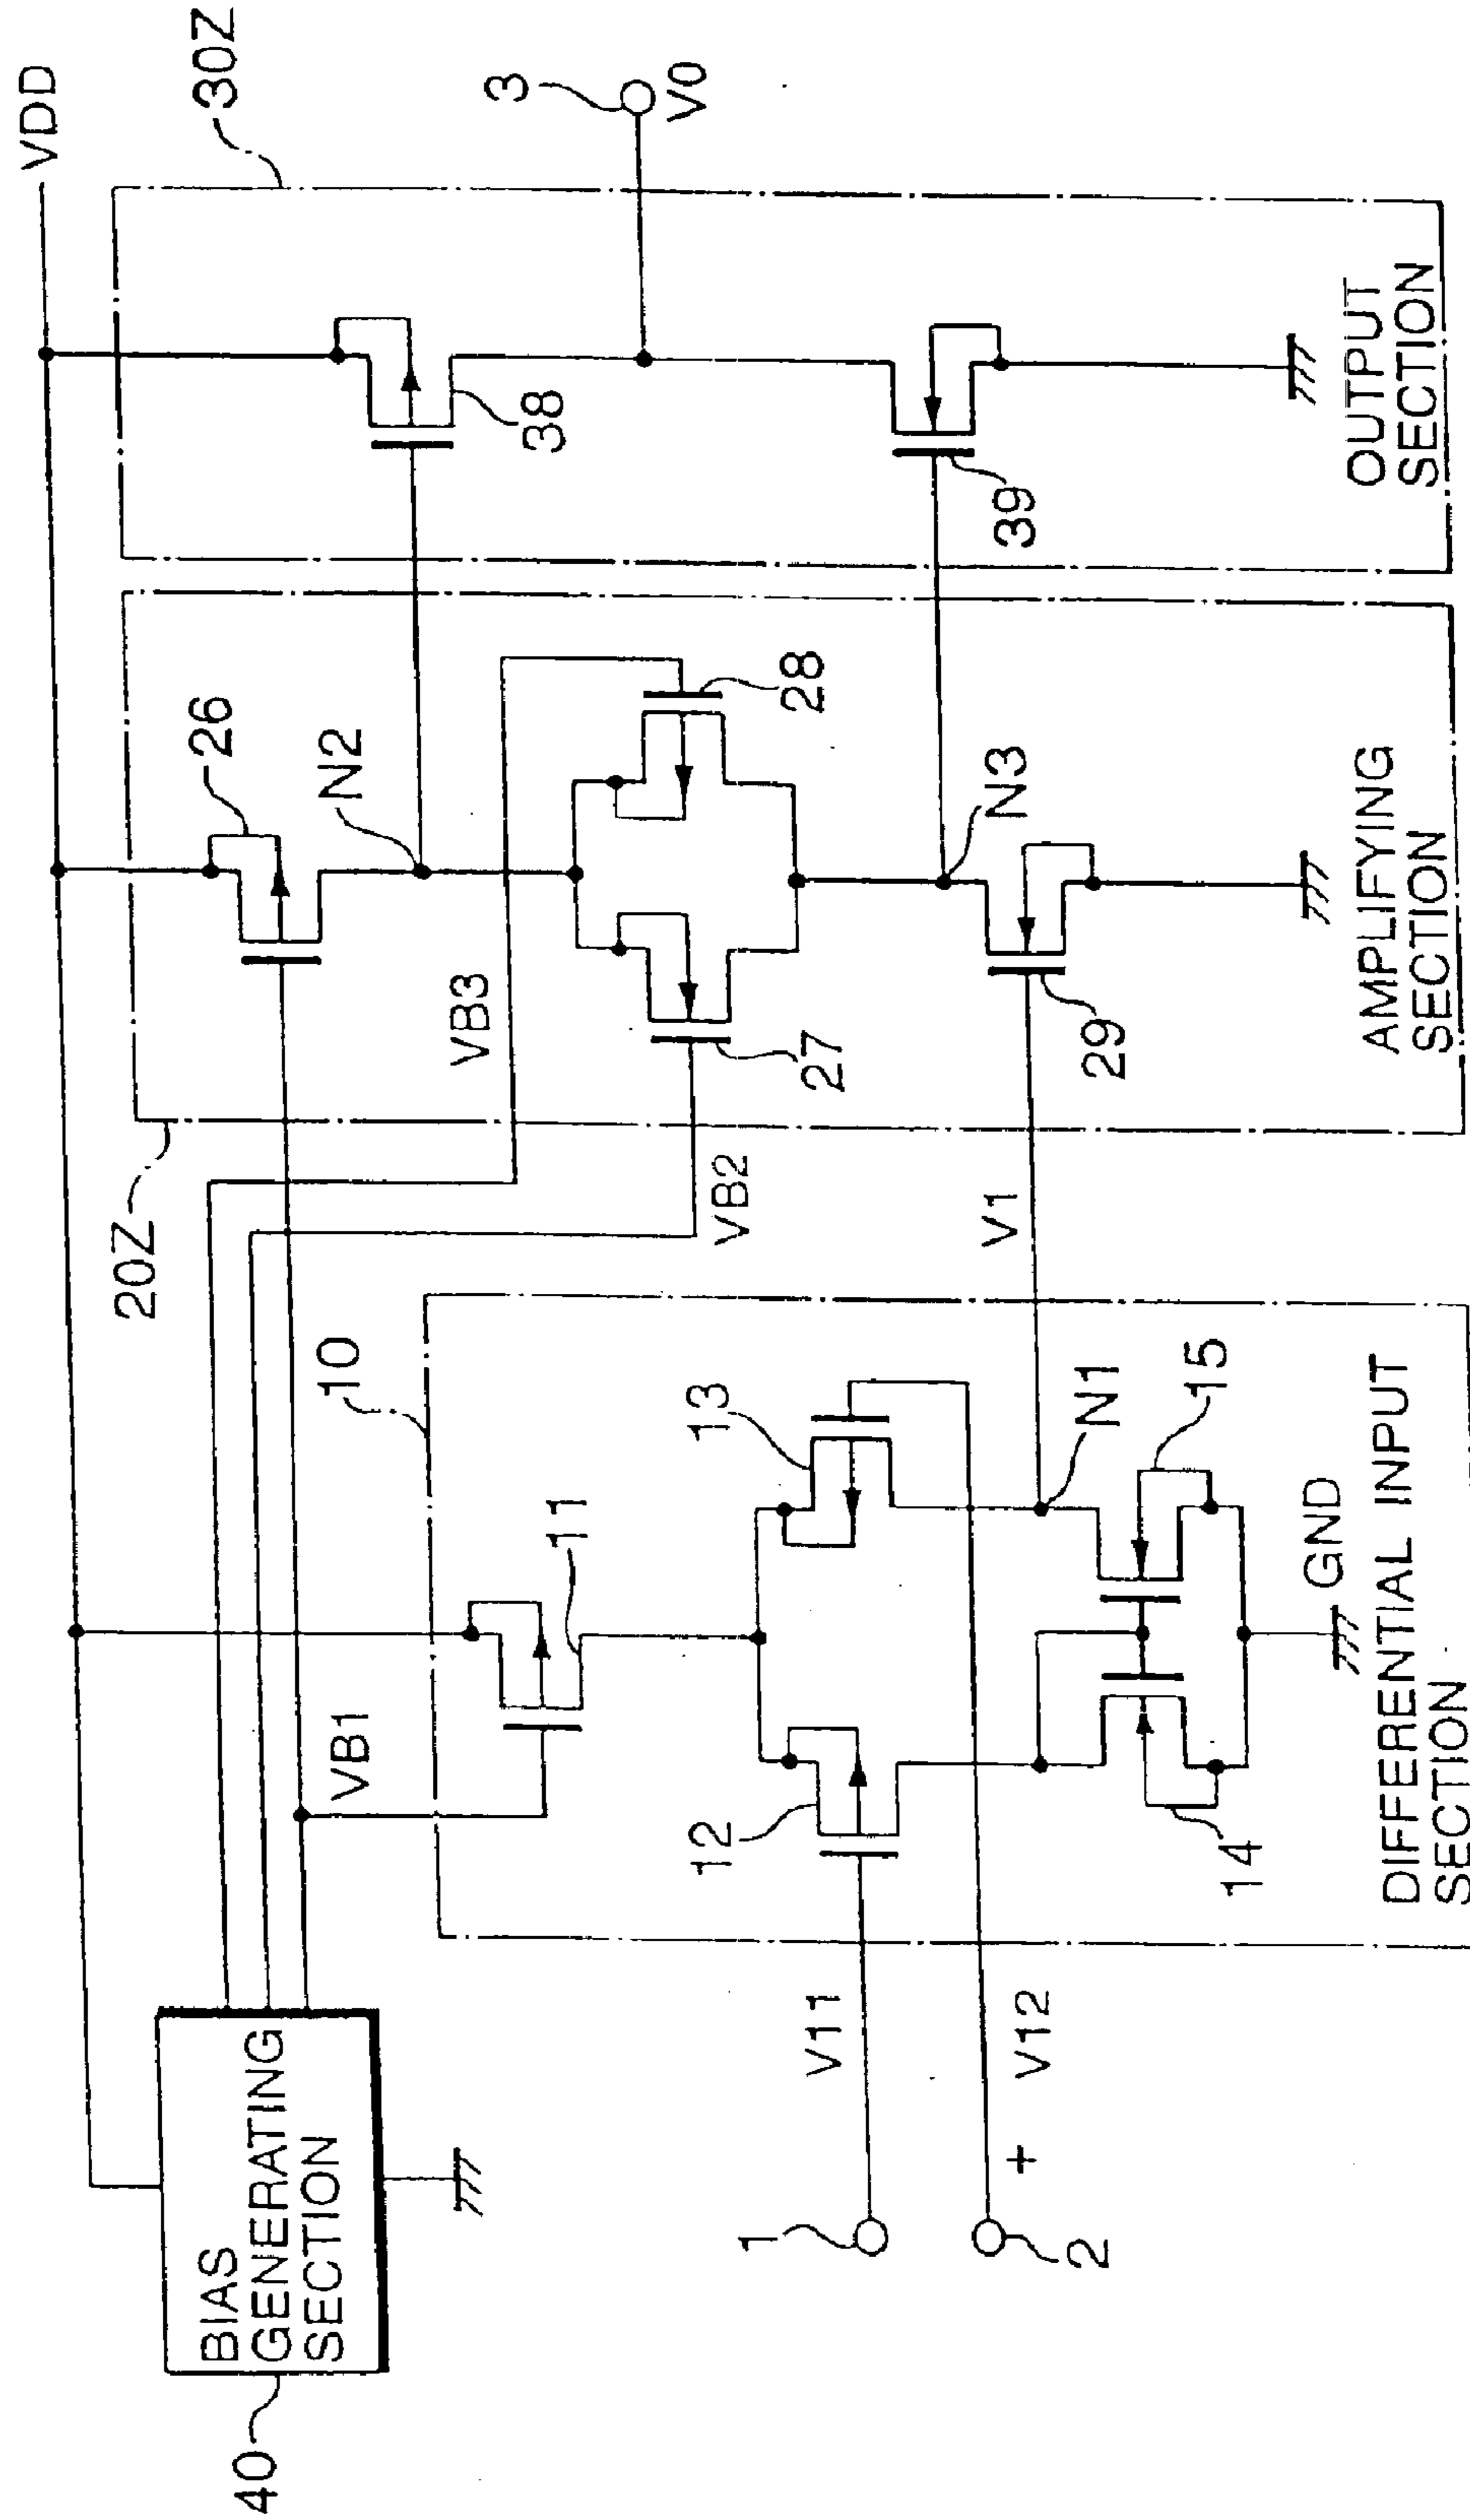 VDD
30Z
3
V0
38
39
OUTPUT
SECTION
26
N2
28
VB3
27
N3
29
AMPLIFYING
SECTION
20Z
VB2
V1
10
13
N1
11
15
GND
VB1
12
14
DIFFERENTIAL INPUT
SECTION
V11
V12
+
1
2
BIAS
GENERATING
SECTION
40